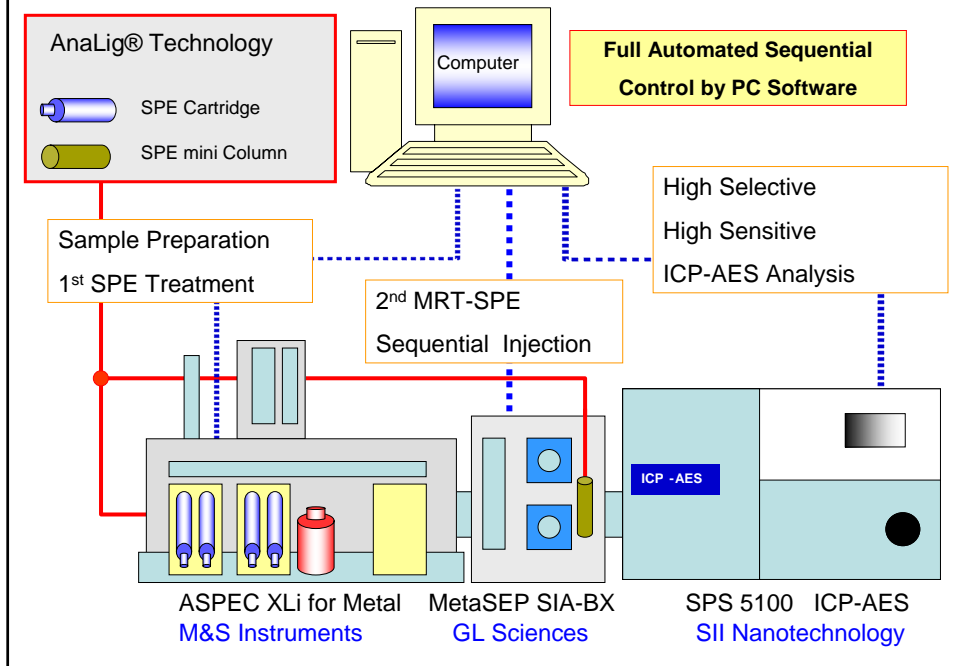 AnaLig® Technology
SPE Cartridge
SPE mini Column
Computer
Full Automated Sequential
Control by PC Software
Sample Preparation
1st SPE Treatment
2nd MRT-SPE
Sequential Injection
High Selective
High Sensitive
ICP-AES Analysis
ICP -AES
ASPEC XLi for Metal
M&S Instruments
MetaSEP SIA-BX
GL Sciences
SPS 5100 ICP-AES
SII Nanotechnology